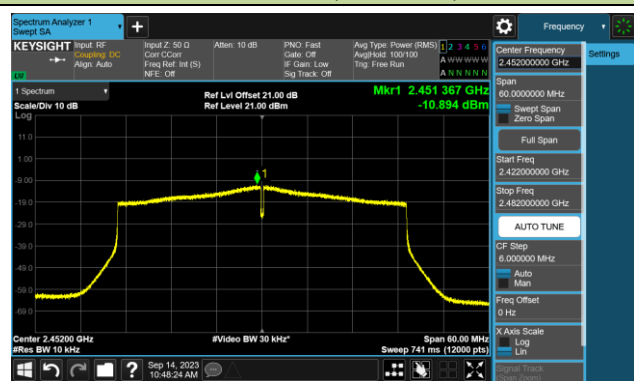 Spectrum Analyzer 1
Swept SA
Frequency
KEYSIGHT
Input: RF
Coupling: DC
Align: Auto
Input Z: 50 Ω
Corr CCorr
Freq Ref: Int (S)
NFE: Off
Atten: 10 dB
PNO: Fast
Gate: Off
IF Gain: Low
Sig Track: Off
Avg Type: Power (RMS)
Avg|Hold: 100/100
Trig: Free Run
1 2 3 4 5 6
A W W W W W
A N N N N N
1 Spectrum
Scale/Div 10 dB
Log
Ref Lvl Offset 21.00 dB
Ref Level 21.00 dBm
Mkr1 2.451 367 GHz
-10.894 dBm
11.0
1.00
-9.00
-19.0
-29.0
-39.0
-49.0
-59.0
-69.0
1
Center 2.45200 GHz
#Res BW 10 kHz
#Video BW 30 kHz*
Span 60.00 MHz
Sweep 741 ms (12000 pts)
Center Frequency
2.452000000 GHz
Settings
Span
60.0000000 MHz
Swept Span
Zero Span
Full Span
Start Freq
2.422000000 GHz
Stop Freq
2.482000000 GHz
AUTO TUNE
CF Step
6.000000 MHz
Auto
Man
Freq Offset
0 Hz
X Axis Scale
Log
Lin
Signal Track
(Span Zoom)
?
Sep 14, 2023
10:48:24 AM